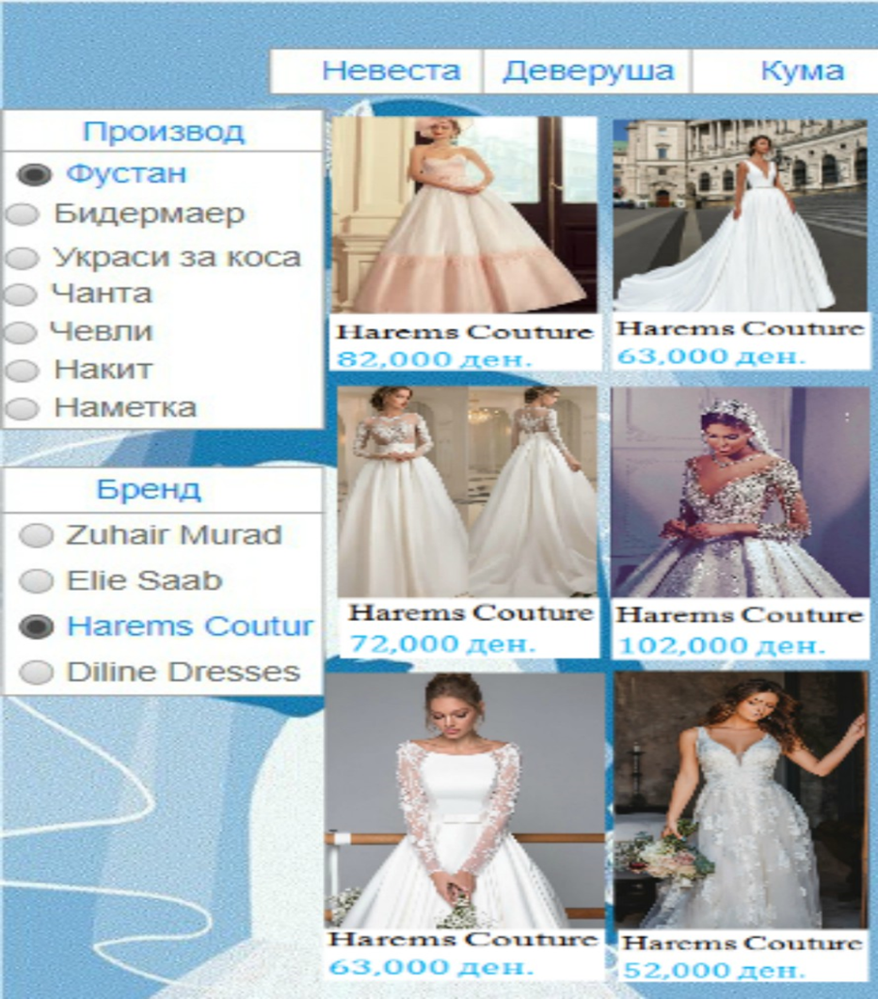 Невеста Деверуша Кума
Производ
Фустан
Бидермаер
Украси за коса
Чанта
Чевли
Накит
Наметка
Бренд
Zuhair Murad
Elie Saab
Harems Coutur
Diline Dresses
Harems Couture
82,000 ден.
Harems Couture
63,000 ден.
Harems Couture
72,000 ден.
Harems Couture
102,000 ден.
Harems Couture
63,000 ден.
Harems Couture
52,000 ден.